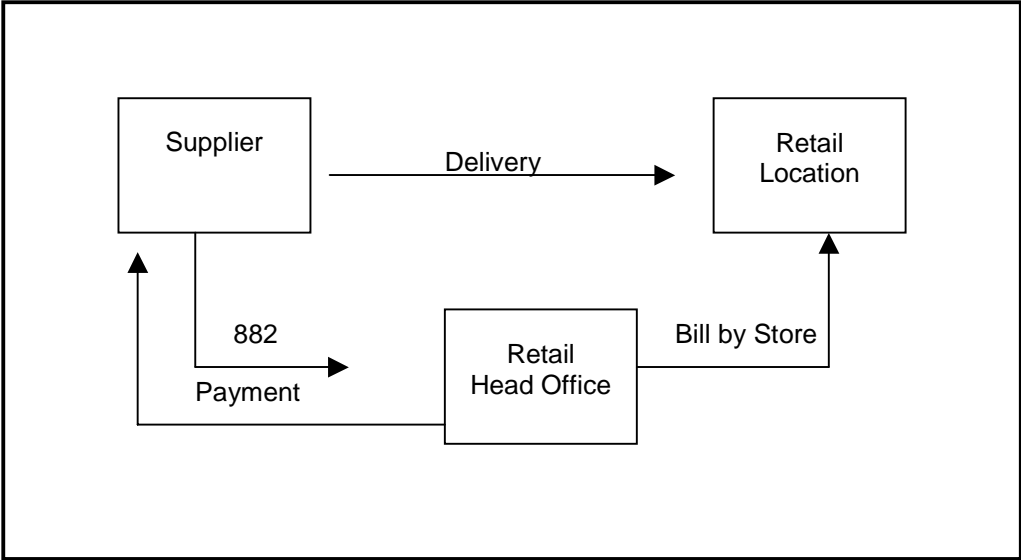 Supplier
Delivery
Retail
Location
882
Payment
Retail
Head Office
Bill by Store